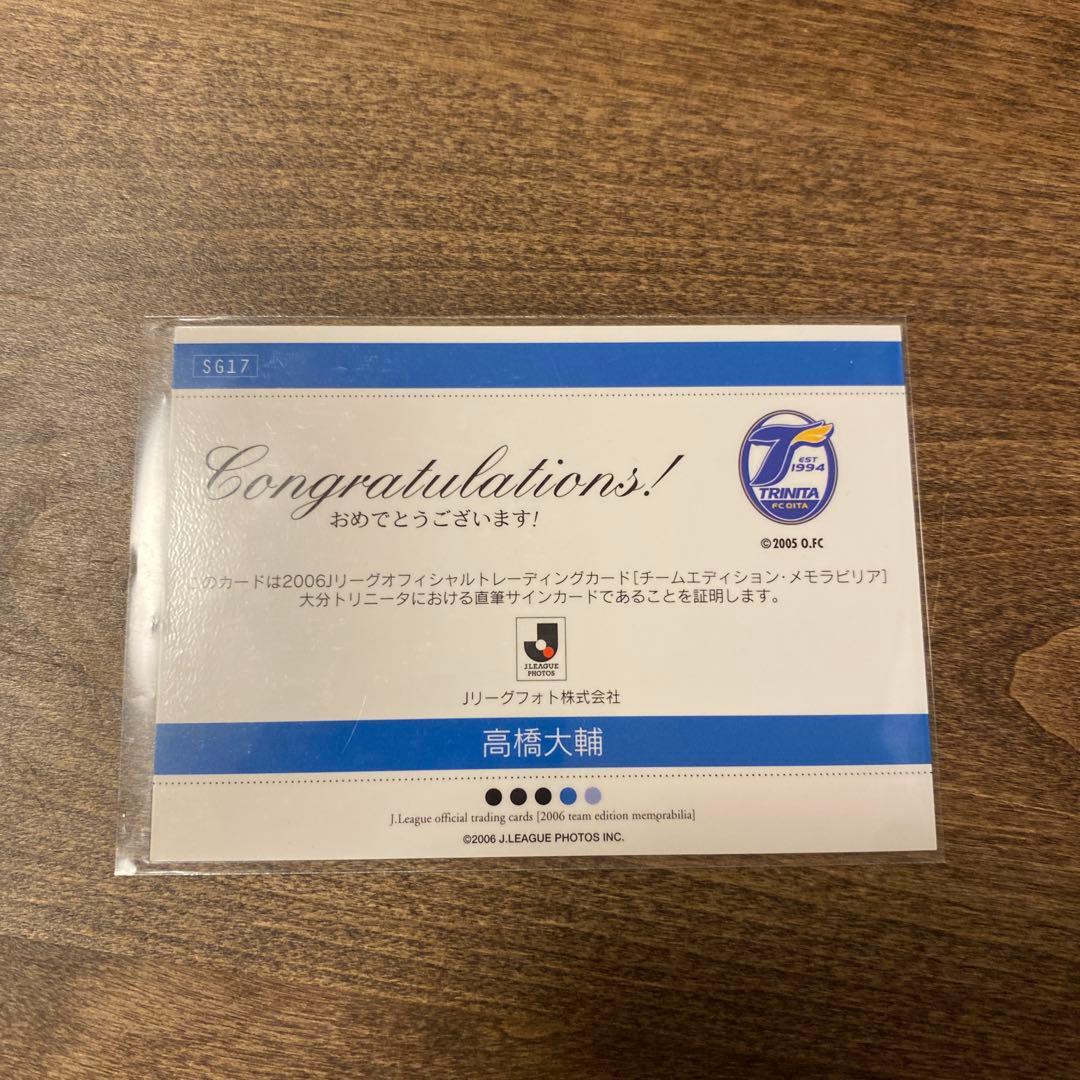 SG17
Congratulations!
おめでとうございます!
EST
1994
TRINITA
FC OITA
©2005 O.FC
このカードは2006Jリーグオフィシャルトレーディングカード[チームエディション・メモラビリア]
大分トリニータにおける直筆サインカードであることを証明します。
J.LEAGUE
PHOTOS
Jリーグフォト株式会社
高橋大輔
J.League official trading cards [2006 team edition memorabilia]
©2006 J.LEAGUE PHOTOS INC.